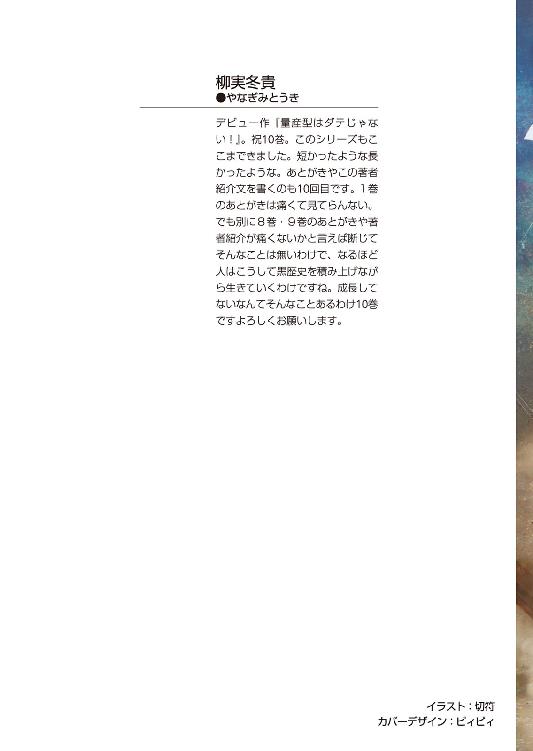 柳実冬貴
●やなぎみとうき
デビュー作『量産型はダテじゃな
い！』。祝10巻。このシリーズもこ
こまできました。短かったような長
かったような。あとがきやこの著者
紹介文を書くのも10回目です。１巻
のあとがきは痛くて見てらんない、
でも別に８巻・９巻のあとがきや著
者紹介が痛くないかと言えば断じて
そんなことは無いわけで、なるほど
人はこうして黒歴史を積み上げなが
ら生きていくわけですね。成長して
ないなんてそんなことあるわけ10巻
ですよろしくお願いします。
イラスト：切符
カバーデザイン：ビィピィ